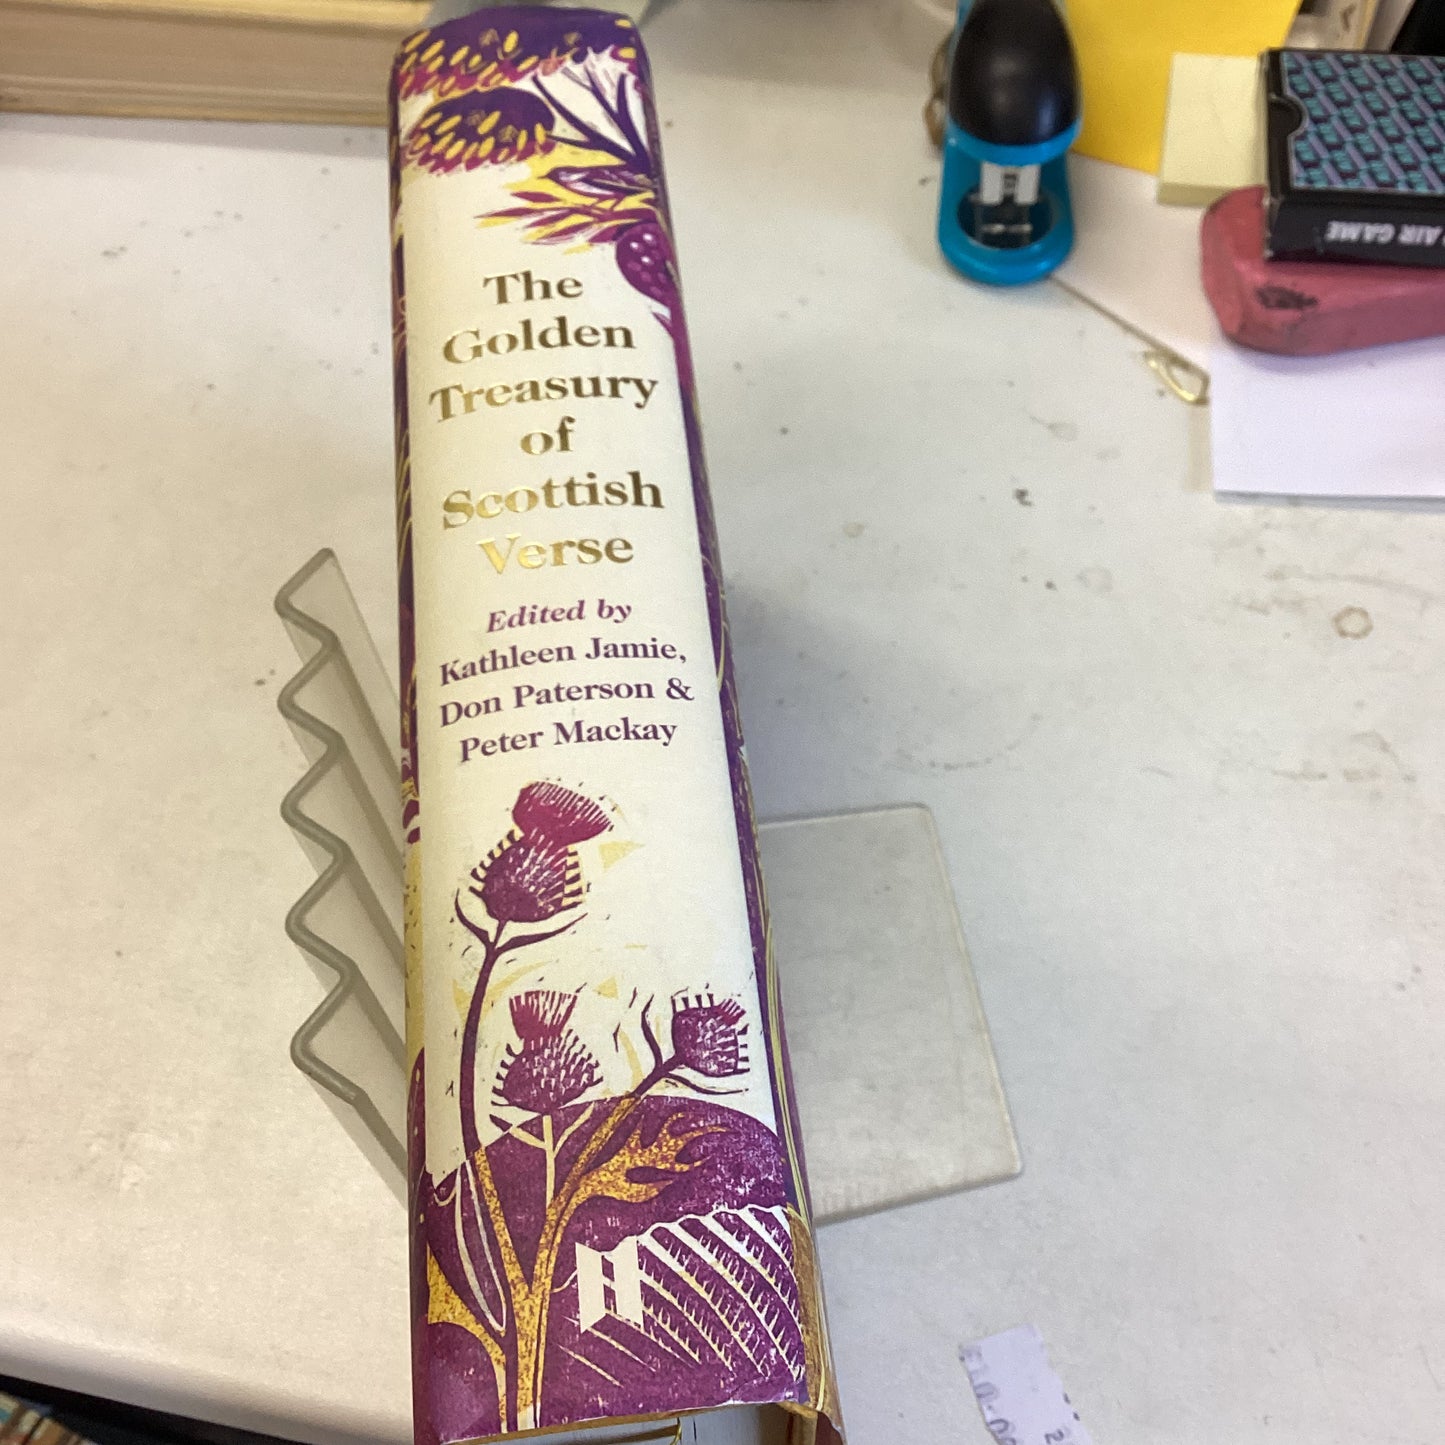 The
Golden
Treasury
of
Scottish
Verse
Edited by
Kathleen Jamie,
Don Paterson &
Peter Mackay
H
AIR GAME